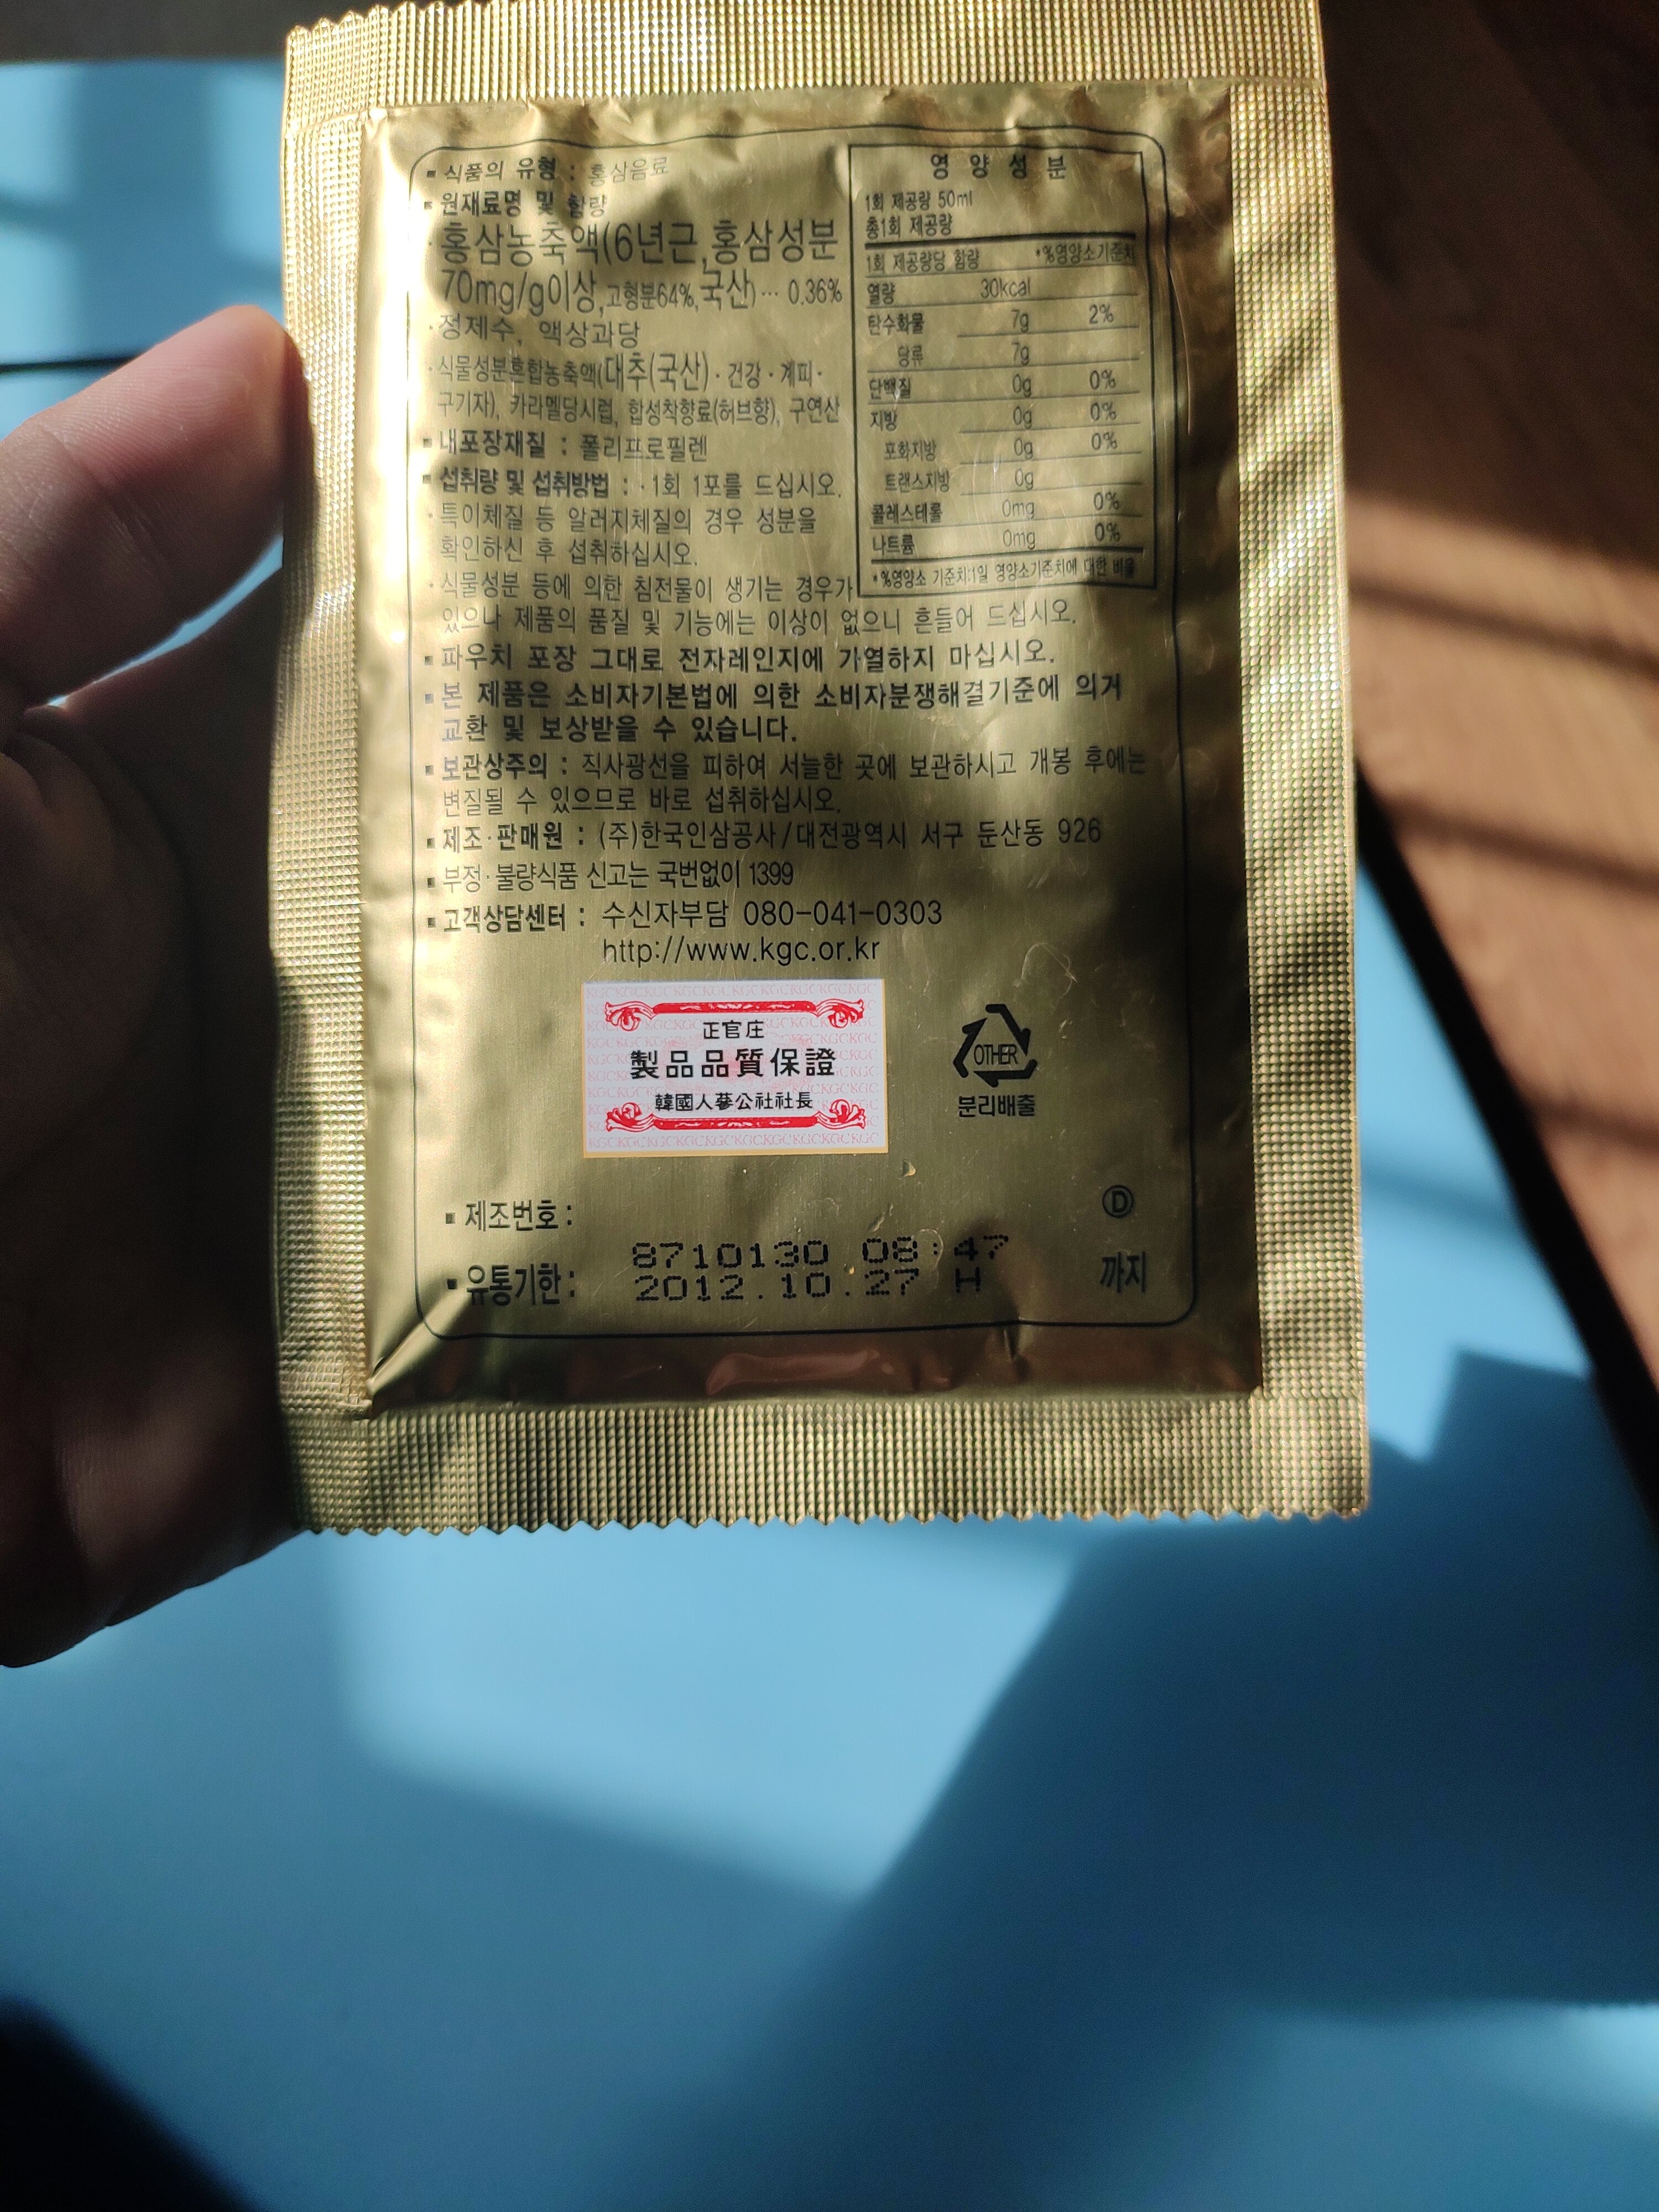 ▪ 식품의 유형 : 홍삼음료
▪ 원재료명 및 함량
· 홍삼농축액(6년근,홍삼성분
70mg/g이상,고형분64%,국산)··· 0.36%
· 정제수, 액상과당
· 식물성분혼합농축액(대추(국산)·건강·계피·
구기자), 카라멜당시럽, 합성착향료(허브향), 구연산
▪ 내포장재질 : 폴리프로필렌
▪ 섭취량 및 섭취방법 : · 1회 1포를 드십시오.
· 특이체질 등 알러지체질의 경우 성분을
확인하신 후 섭취하십시오.
· 식물성분 등에 의한 침전물이 생기는 경우가
있으나 제품의 품질 및 기능에는 이상이 없으니 흔들어 드십시오.
▪ 파우치 포장 그대로 전자레인지에 가열하지 마십시오.
▪ 본 제품은 소비자기본법에 의한 소비자분쟁해결기준에 의거
교환 및 보상받을 수 있습니다.
▪ 보관상주의 : 직사광선을 피하여 서늘한 곳에 보관하시고 개봉 후에는
변질될 수 있으므로 바로 섭취하십시오.
▪ 제조·판매원 : (주)한국인삼공사/대전광역시 서구 둔산동 926
▪ 부정·불량식품 신고는 국번없이 1399
▪ 고객상담센터 : 수신자부담 080-041-0303
http://www.kgc.or.kr
영 양 성 분
1회 제공량 50ml
총1회 제공량
1회 제공량당 함량 *%영양소기준치
열량 30kcal
탄수화물 7g 2%
당류 7g
단백질 0g 0%
지방 0g 0%
포화지방 0g 0%
트랜스지방 0g
콜레스테롤 0mg 0%
나트륨 0mg 0%
*%영양소 기준치:1일 영양소기준치에 대한 비율
正官庄
製品品質保證
韓國人蔘公社社長
OTHER
분리배출
▪ 제조번호 : Ⓓ
8710130 08:47
▪ 유통기한 : 2012.10.27 H 까지